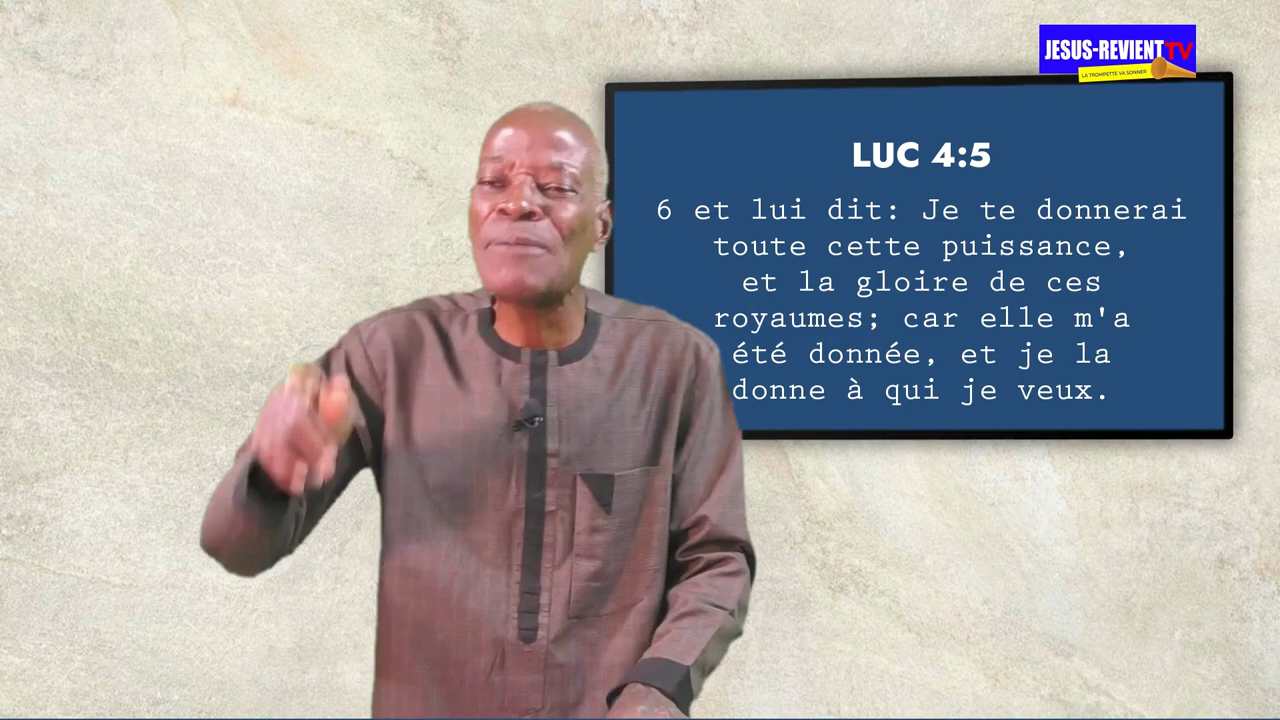 JESUS-REVIENT TV
LA TROMPETTE VA SONNER
LUC 4:5
6 et lui dit: Je te donnerai
toute cette puissance,
et la gloire de ces
royaumes; car elle m'a
été donnée, et je la
donne à qui je veux.